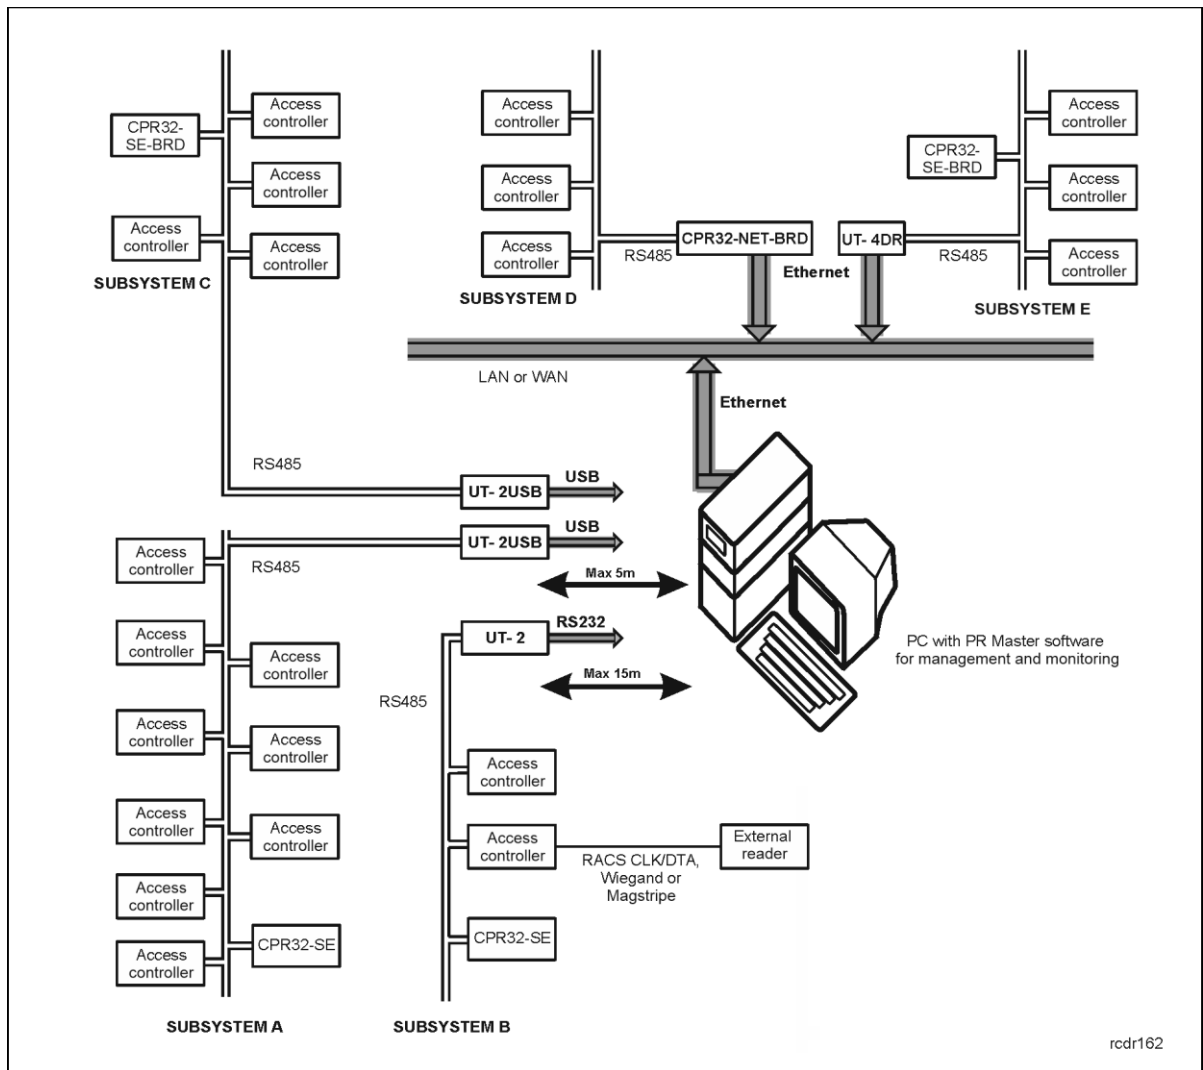 Access
controller
CPR32-
SE-BRD
Access
controller
Access
controller
Access
controller
SUBSYSTEM C
Access
controller
Access
controller
Access
controller
SUBSYSTEM D
RS485
CPR32-NET-BRD
UT- 4DR
RS485
Ethernet
Access
controller
CPR32-
SE-BRD
Access
controller
Access
controller
SUBSYSTEM E
LAN or WAN
Ethernet
RS485
UT- 2USB
USB
UT- 2USB
USB
RS485
Max 5m
UT- 2
RS232
Max 15m
RS485
PC with PR Master software
for management and monitoring
Access
controller
Access
controller
Access
controller
Access
controller
Access
controller
Access
controller
Access
controller
Access
controller
Access
controller
CPR32-SE
SUBSYSTEM A
Access
controller
Access
controller
RACS CLK/DTA,
Wiegand or
Magstripe
External
reader
CPR32-SE
SUBSYSTEM B
rcdr162